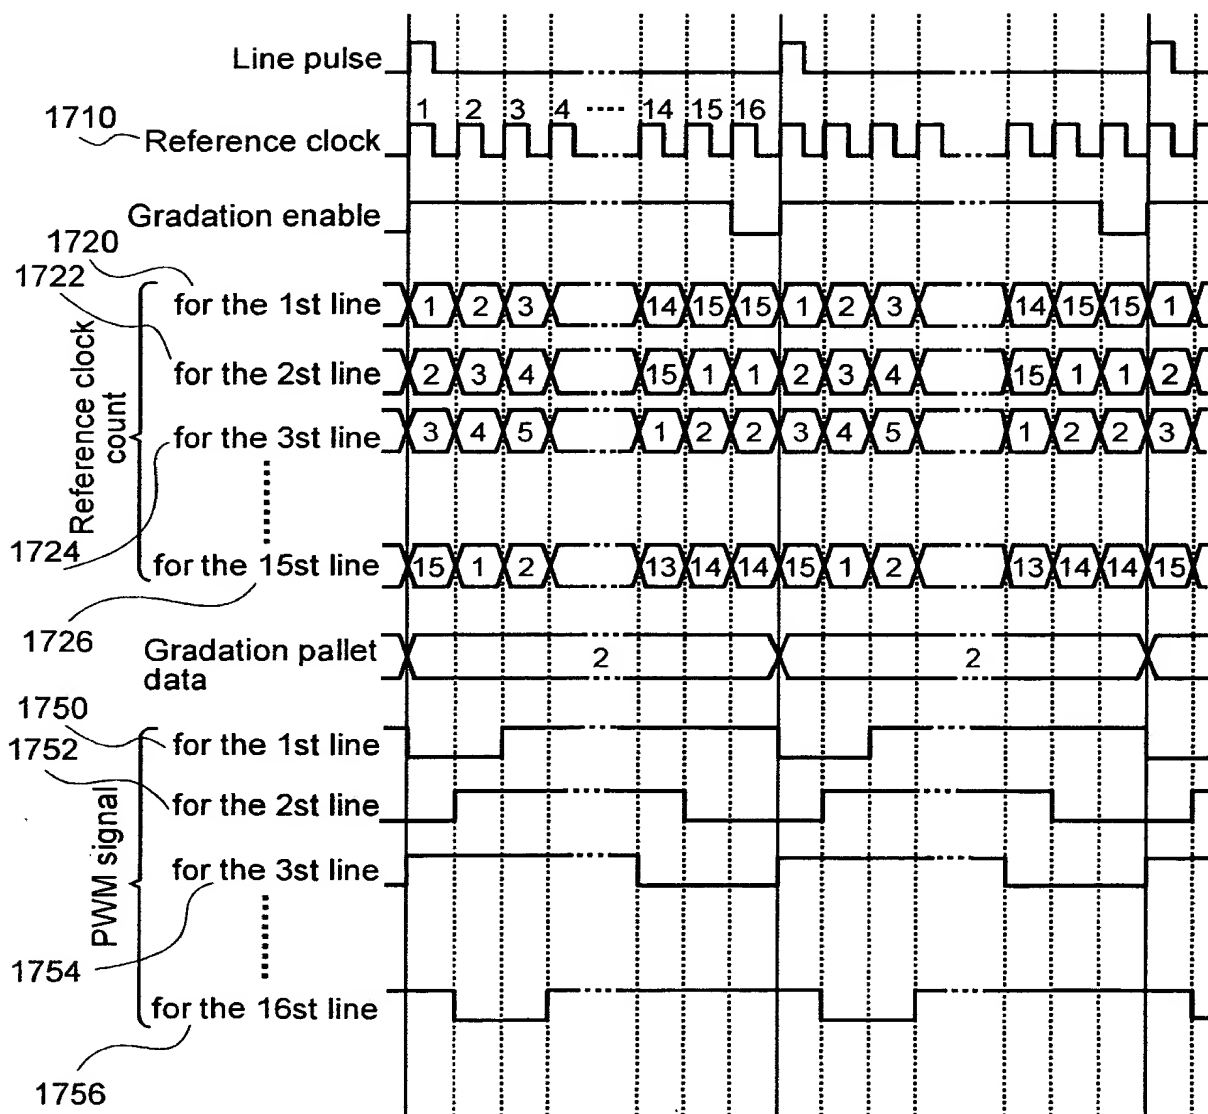 Line pulse
1710
Reference clock
1 2 3 4 14 15 16
Gradation enable
Reference clock count
1720
for the 1st line
1 2 3 14 15 15 1 2 3 14 15 15 1
1722
for the 2st line
2 3 4 15 1 1 2 3 4 15 1 1 2
1724
for the 3st line
3 4 5 1 2 2 3 4 5 1 2 2 3
1726
for the 15st line
15 1 2 13 14 14 15 1 2 13 14 14 15
Gradation pallet
data
2 2
PWM signal
1750
for the 1st line
1752
for the 2st line
1754
for the 3st line
for the 16st line
1756